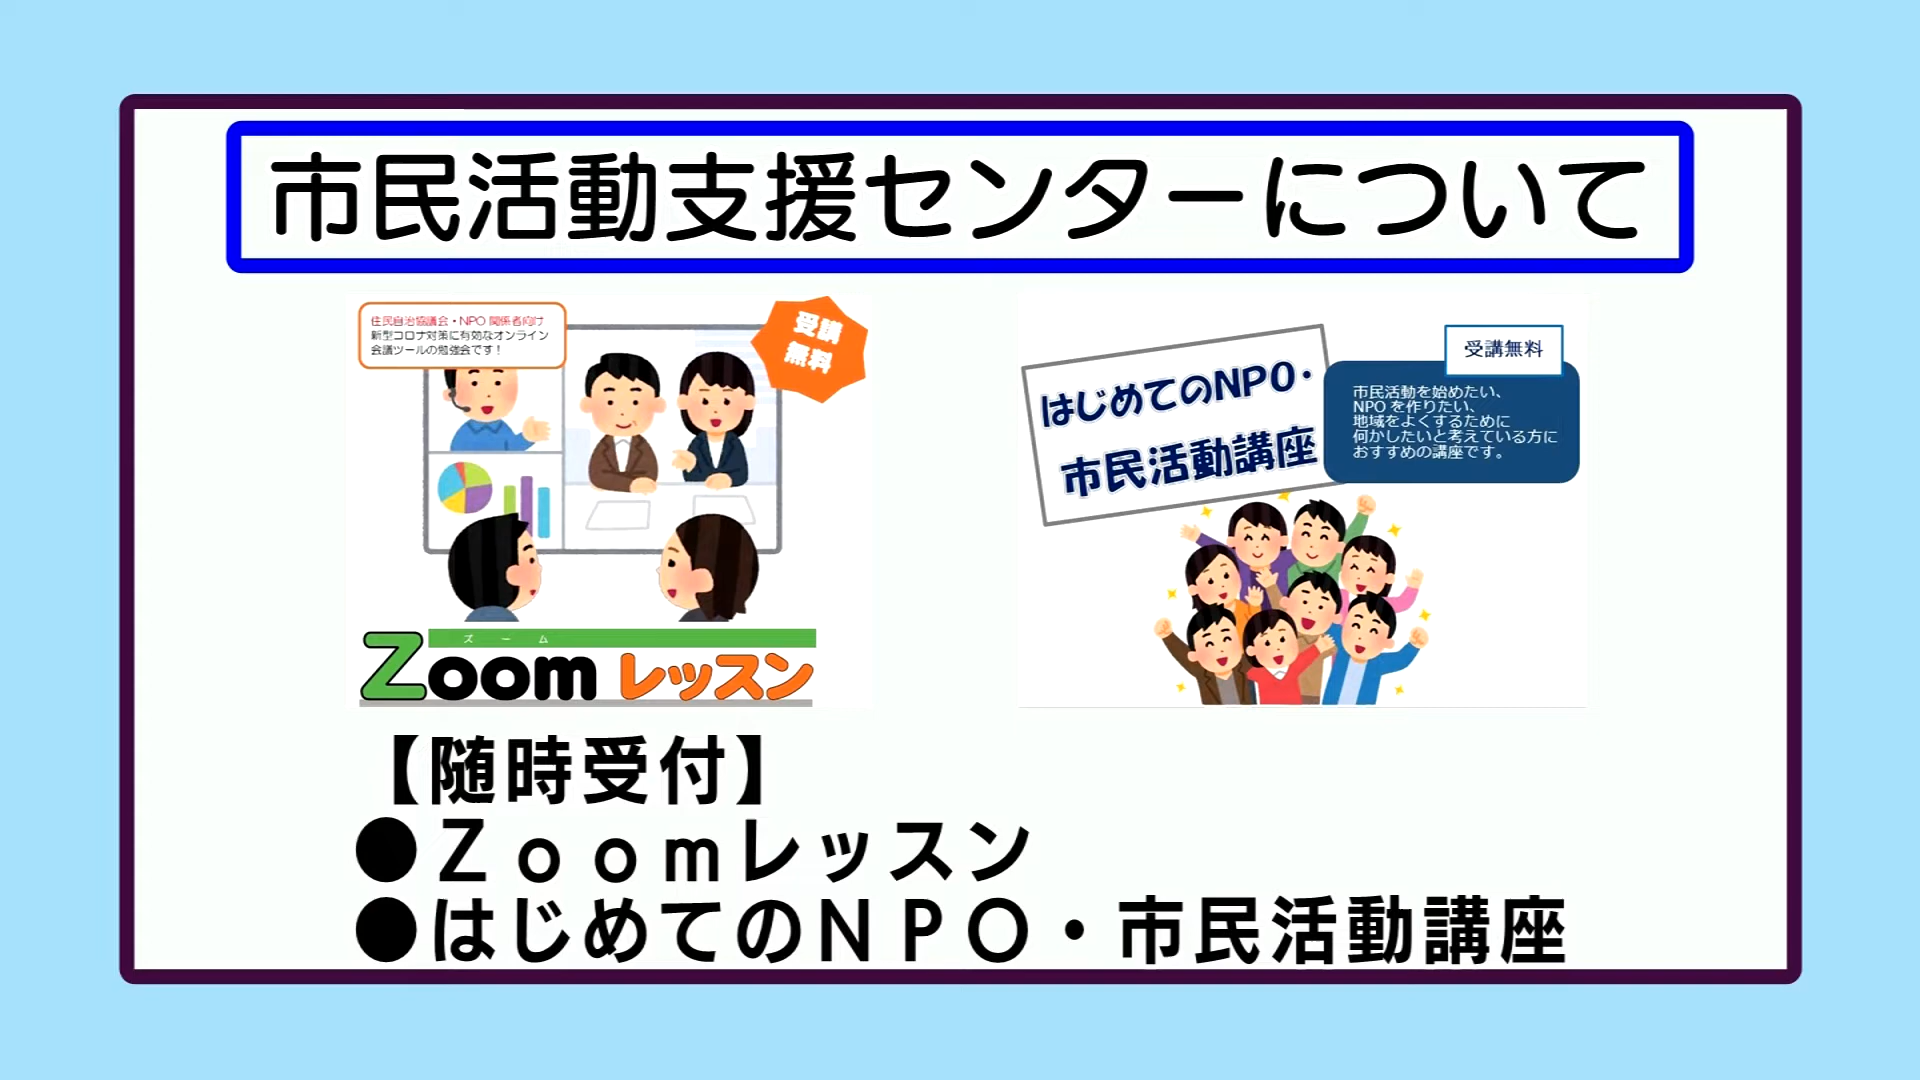 市民活動支援センターについて
住民自治協議会・NPO 関係者向け
新型コロナ対策に有効なオンライン
会議ツールの勉強会です！
受講
無料
ズーム
Zoom レッスン
はじめてのNPO・
市民活動講座
受講無料
市民活動を始めたい、
NPO を作りたい、
地域をよくするために
何かしたいと考えている方に
おすすめの講座です。
【随時受付】
●Ｚｏｏｍレッスン
●はじめてのＮＰＯ・市民活動講座